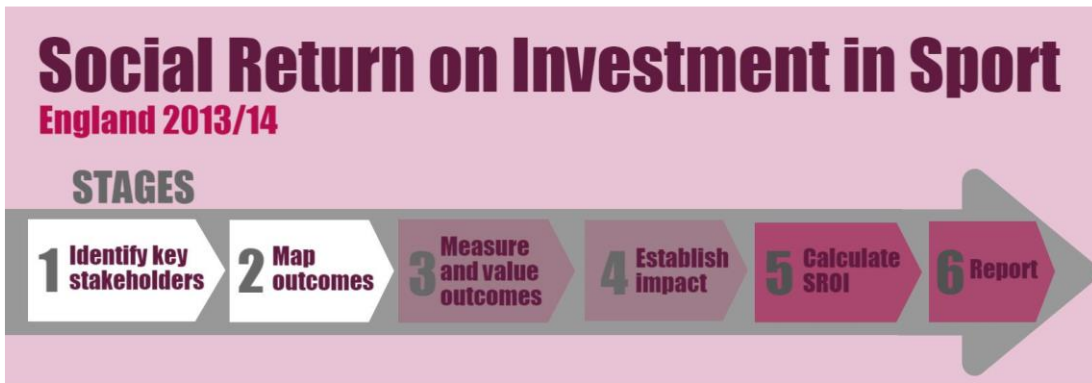 Social Return on Investment in Sport
England 2013/14
STAGES
1 Identify key
stakeholders
2 Map
outcomes
3 Measure
and value
outcomes
4 Establish
impact
5 Calculate
SROI
6 Report